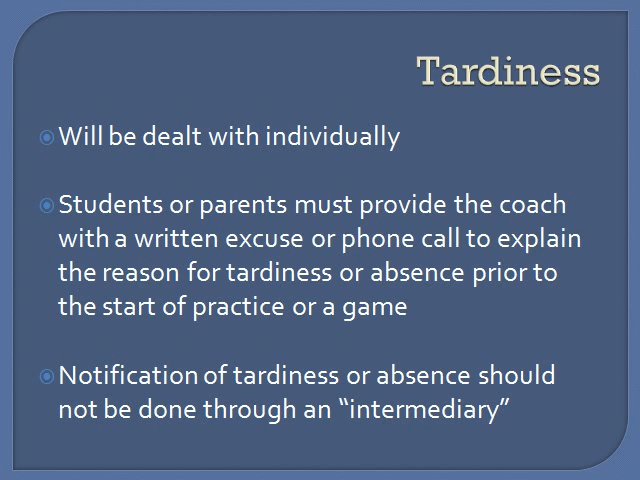 Tardiness
Will be dealt with individually
Students or parents must provide the coach
with a written excuse or phone call to explain
the reason for tardiness or absence prior to
the start of practice or a game
Notification of tardiness or absence should
not be done through an “intermediary”